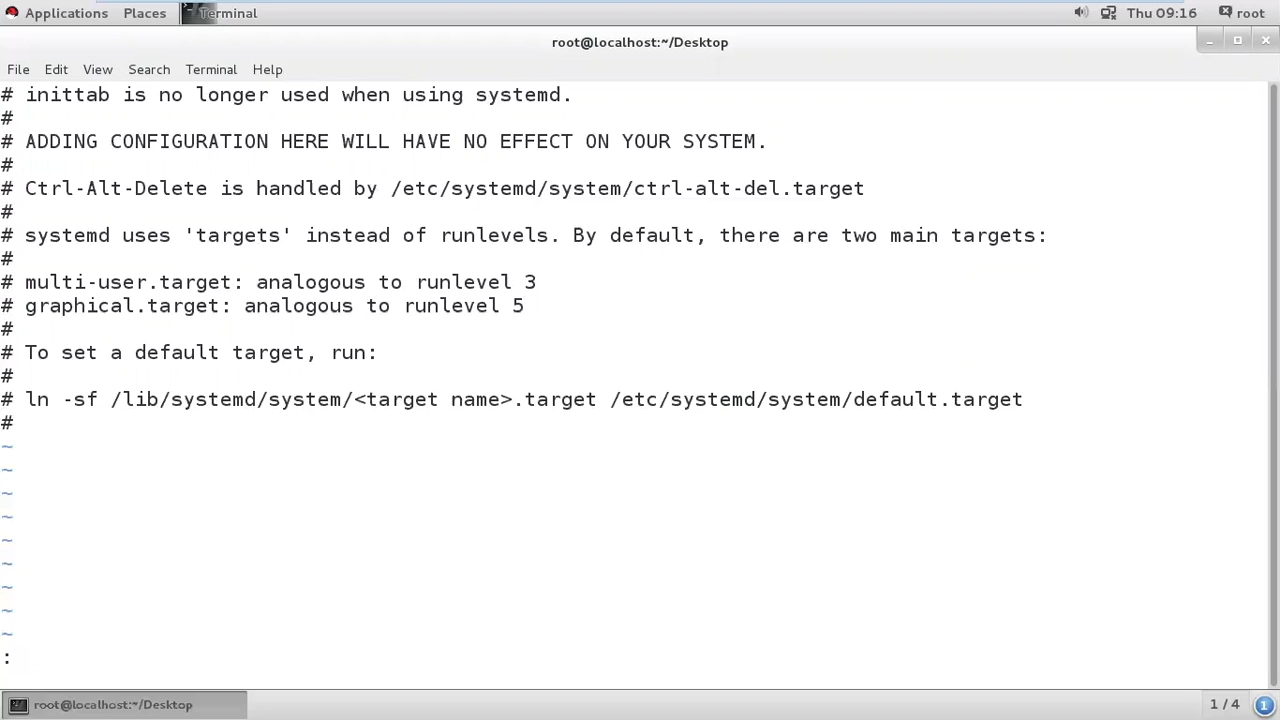 Applications Places Terminal Thu 09:16 root
root@localhost:~/Desktop
File Edit View Search Terminal Help
# inittab is no longer used when using systemd.
#
# ADDING CONFIGURATION HERE WILL HAVE NO EFFECT ON YOUR SYSTEM.
#
# Ctrl-Alt-Delete is handled by /etc/systemd/system/ctrl-alt-del.target
#
# systemd uses 'targets' instead of runlevels. By default, there are two main targets:
#
# multi-user.target: analogous to runlevel 3
# graphical.target: analogous to runlevel 5
#
# To set a default target, run:
#
# ln -sf /lib/systemd/system/<target name>.target /etc/systemd/system/default.target
#
~
~
~
~
~
~
~
~
~
:
root@localhost:~/Desktop 1 / 4 1